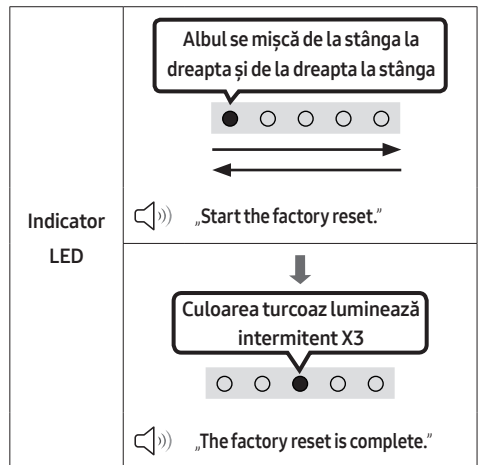 Albul se mișcă de la stânga la
dreapta și de la dreapta la stânga
Indicator
LED
„Start the factory reset.”
Culoarea turcoaz luminează
intermitent X3
„The factory reset is complete.”